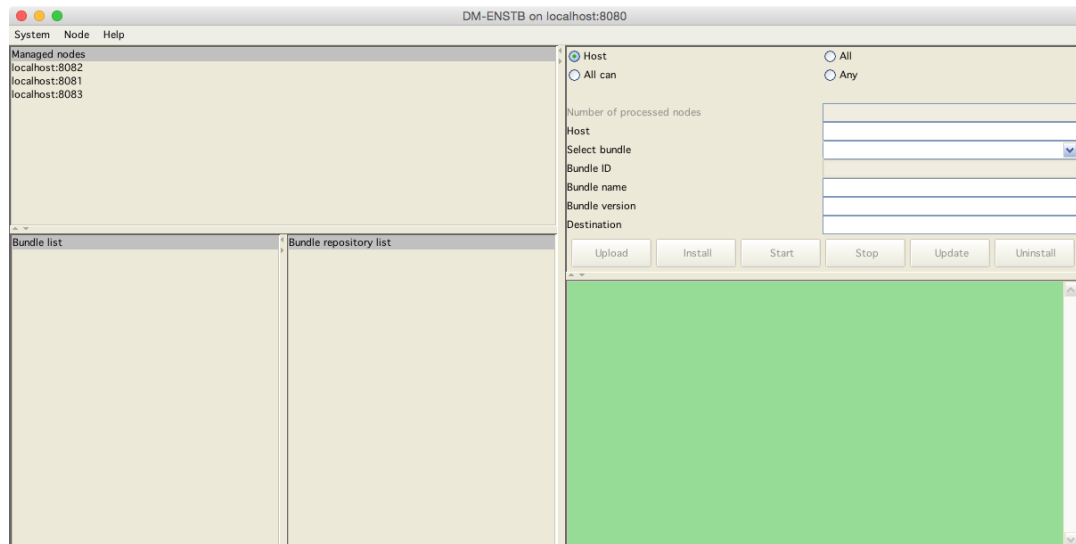 DM-ENSTB on localhost:8080
System Node Help
Managed nodes
localhost:8082
localhost:8081
localhost:8083
Host All
All can Any
Number of processed nodes
Host
Select bundle
Bundle ID
Bundle name
Bundle version
Destination
Upload Install Start Stop Update Uninstall
Bundle list Bundle repository list